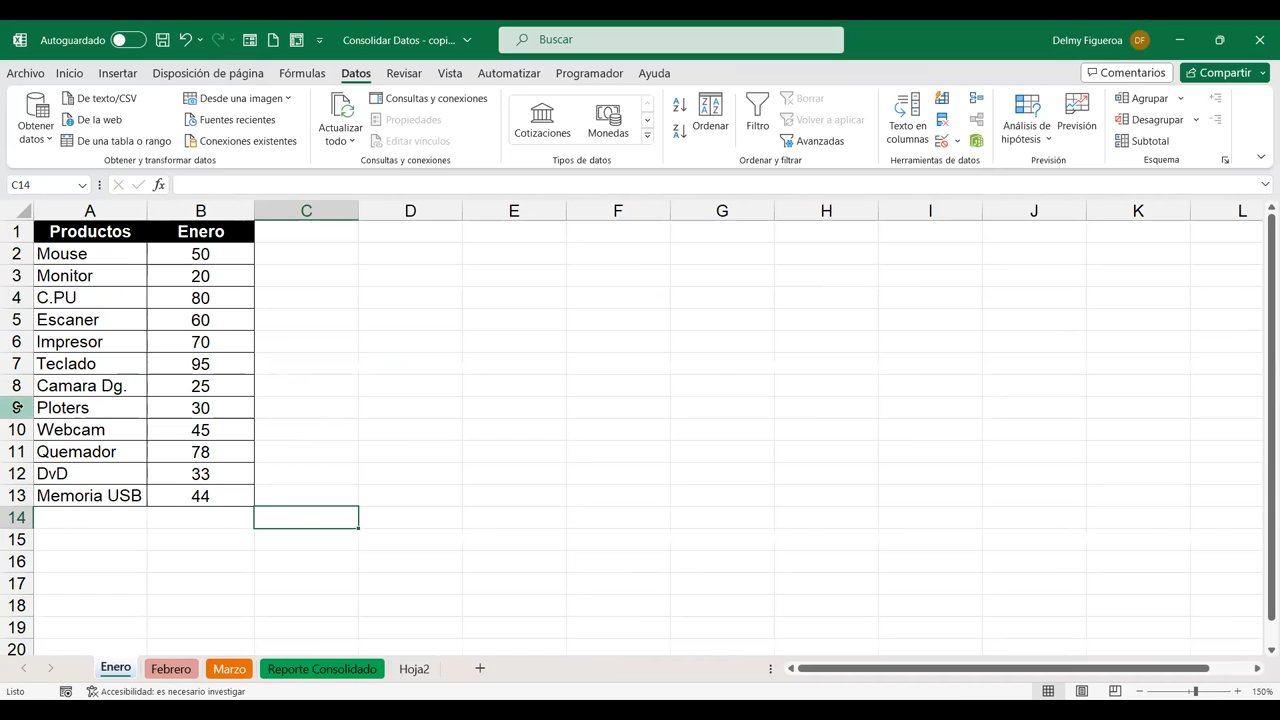 Autoguardado
Consolidar Datos - copi...
Buscar
Delmy Figueroa
DF
Archivo Inicio Insertar Disposición de página Fórmulas Datos Revisar Vista Automatizar Programador Ayuda
Comentarios
Compartir
Obtener datos
De texto/CSV
De la web
De una tabla o rango
Desde una imagen
Fuentes recientes
Conexiones existentes
Obtener y transformar datos
Actualizar todo
Consultas y conexiones
Propiedades
Editar vínculos
Consultas y conexiones
Cotizaciones
Monedas
Tipos de datos
Ordenar
Filtro
Borrar
Volver a aplicar
Avanzadas
Ordenar y filtrar
Texto en columnas
Herramientas de datos
Análisis de hipótesis
Previsión
Previsión
Agrupar
Desagrupar
Subtotal
Esquema
C14
fx
A B C D E F G H I J K L
1 Productos Enero
2 Mouse 50
3 Monitor 20
4 C.PU 80
5 Escaner 60
6 Impresor 70
7 Teclado 95
8 Camara Dg. 25
9 Ploters 30
10 Webcam 45
11 Quemador 78
12 DvD 33
13 Memoria USB 44
14
15
16
17
18
19
20
Enero Febrero Marzo Reporte Consolidado Hoja2
Listo
Accesibilidad: es necesario investigar
150%